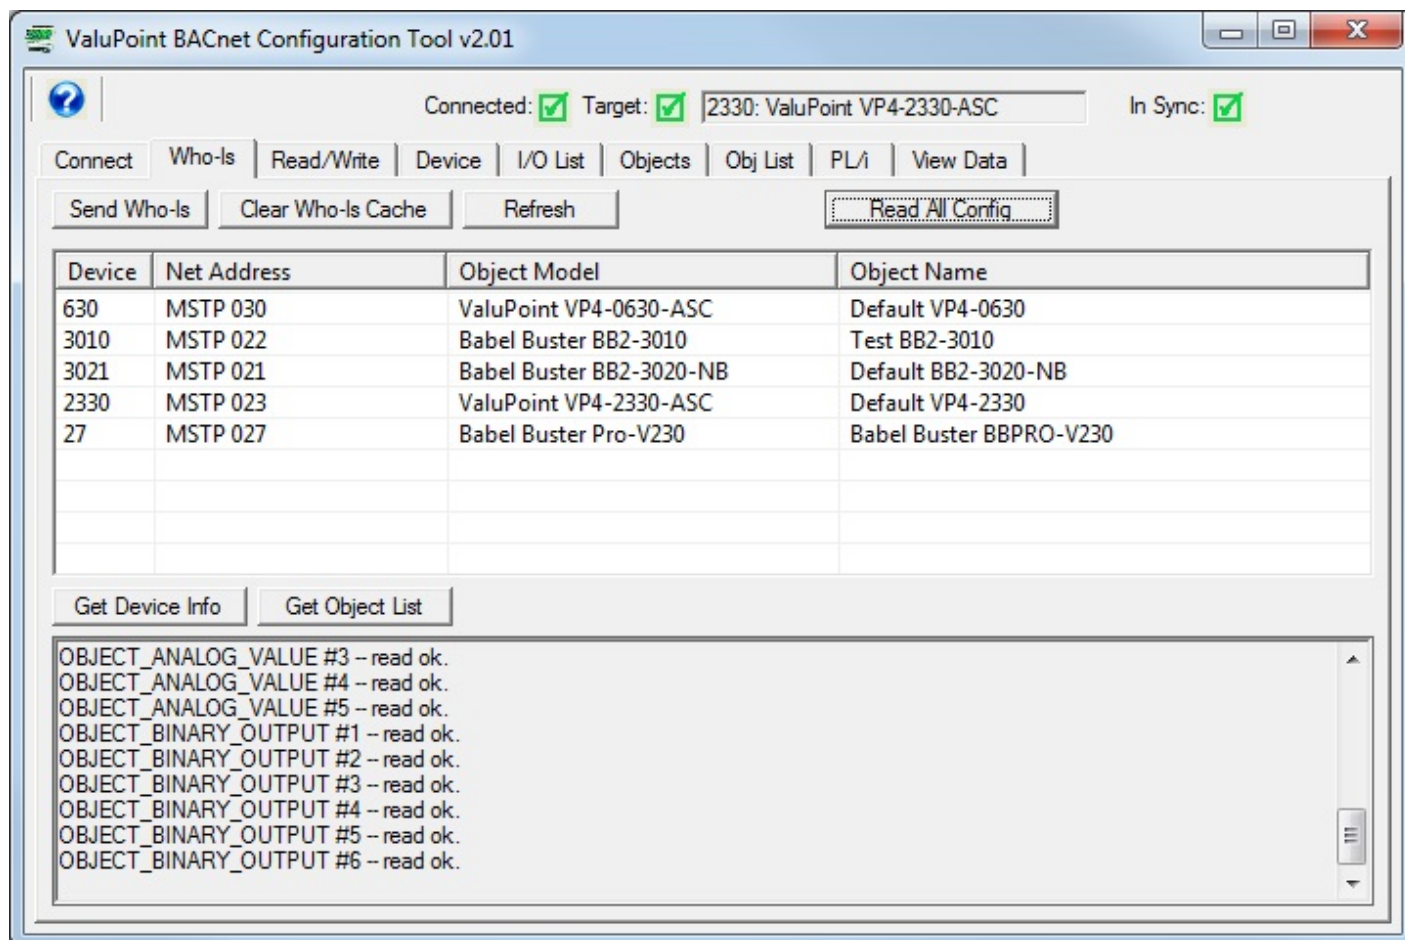 ValuPoint BACnet Configuration Tool v2.01
Connected: Target: 2330: ValuPoint VP4-2330-ASC In Sync:
Connect Who-Is Read/Write Device I/O List Objects Obj List PL/i View Data
Send Who-Is Clear Who-Is Cache Refresh Read All Config
Device Net Address Object Model Object Name
630 MSTP 030 ValuPoint VP4-0630-ASC Default VP4-0630
3010 MSTP 022 Babel Buster BB2-3010 Test BB2-3010
3021 MSTP 021 Babel Buster BB2-3020-NB Default BB2-3020-NB
2330 MSTP 023 ValuPoint VP4-2330-ASC Default VP4-2330
27 MSTP 027 Babel Buster Pro-V230 Babel Buster BBPRO-V230
Get Device Info Get Object List
OBJECT_ANALOG_VALUE #3 -- read ok.
OBJECT_ANALOG_VALUE #4 -- read ok.
OBJECT_ANALOG_VALUE #5 -- read ok.
OBJECT_BINARY_OUTPUT #1 -- read ok.
OBJECT_BINARY_OUTPUT #2 -- read ok.
OBJECT_BINARY_OUTPUT #3 -- read ok.
OBJECT_BINARY_OUTPUT #4 -- read ok.
OBJECT_BINARY_OUTPUT #5 -- read ok.
OBJECT_BINARY_OUTPUT #6 -- read ok.